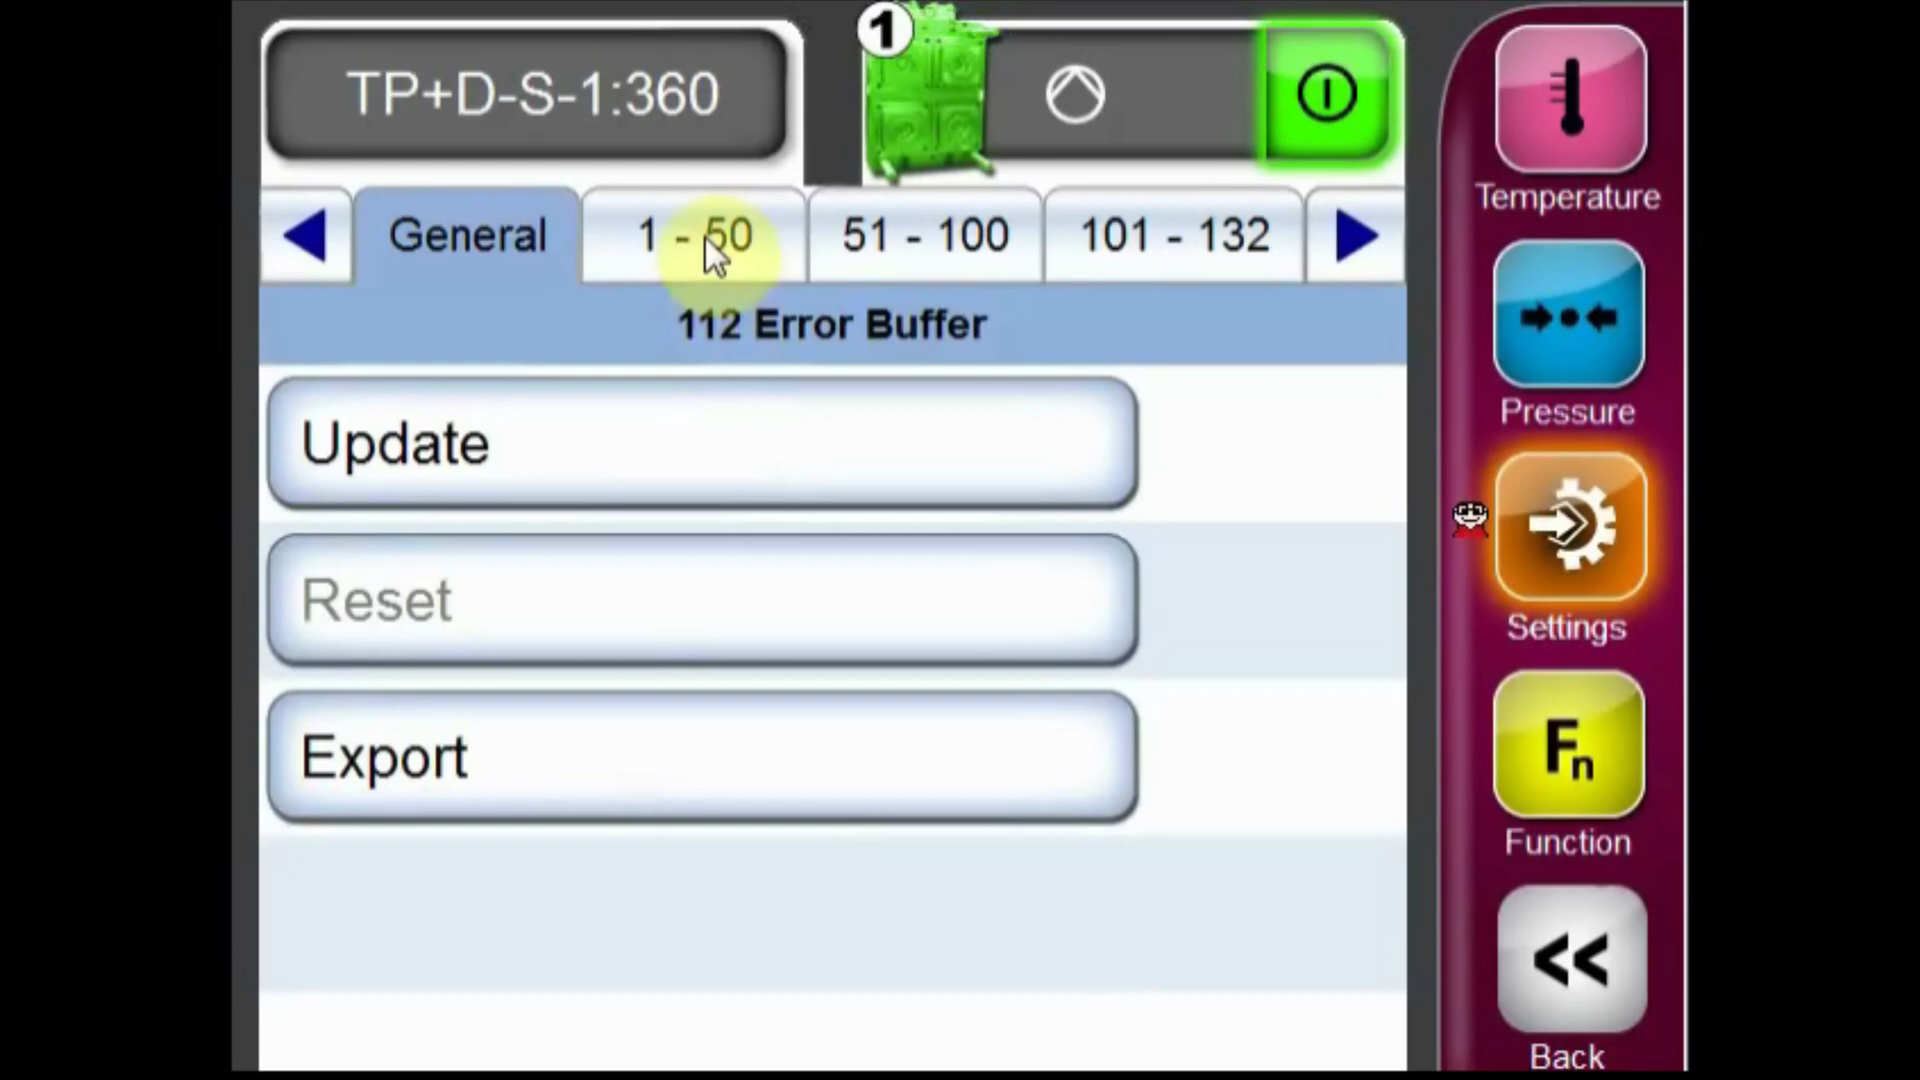 TP+D-S-1:360
1
General
1 - 50
51 - 100
101 - 132
112 Error Buffer
Update
Reset
Export
Temperature
Pressure
Settings
Fn
Function
Back